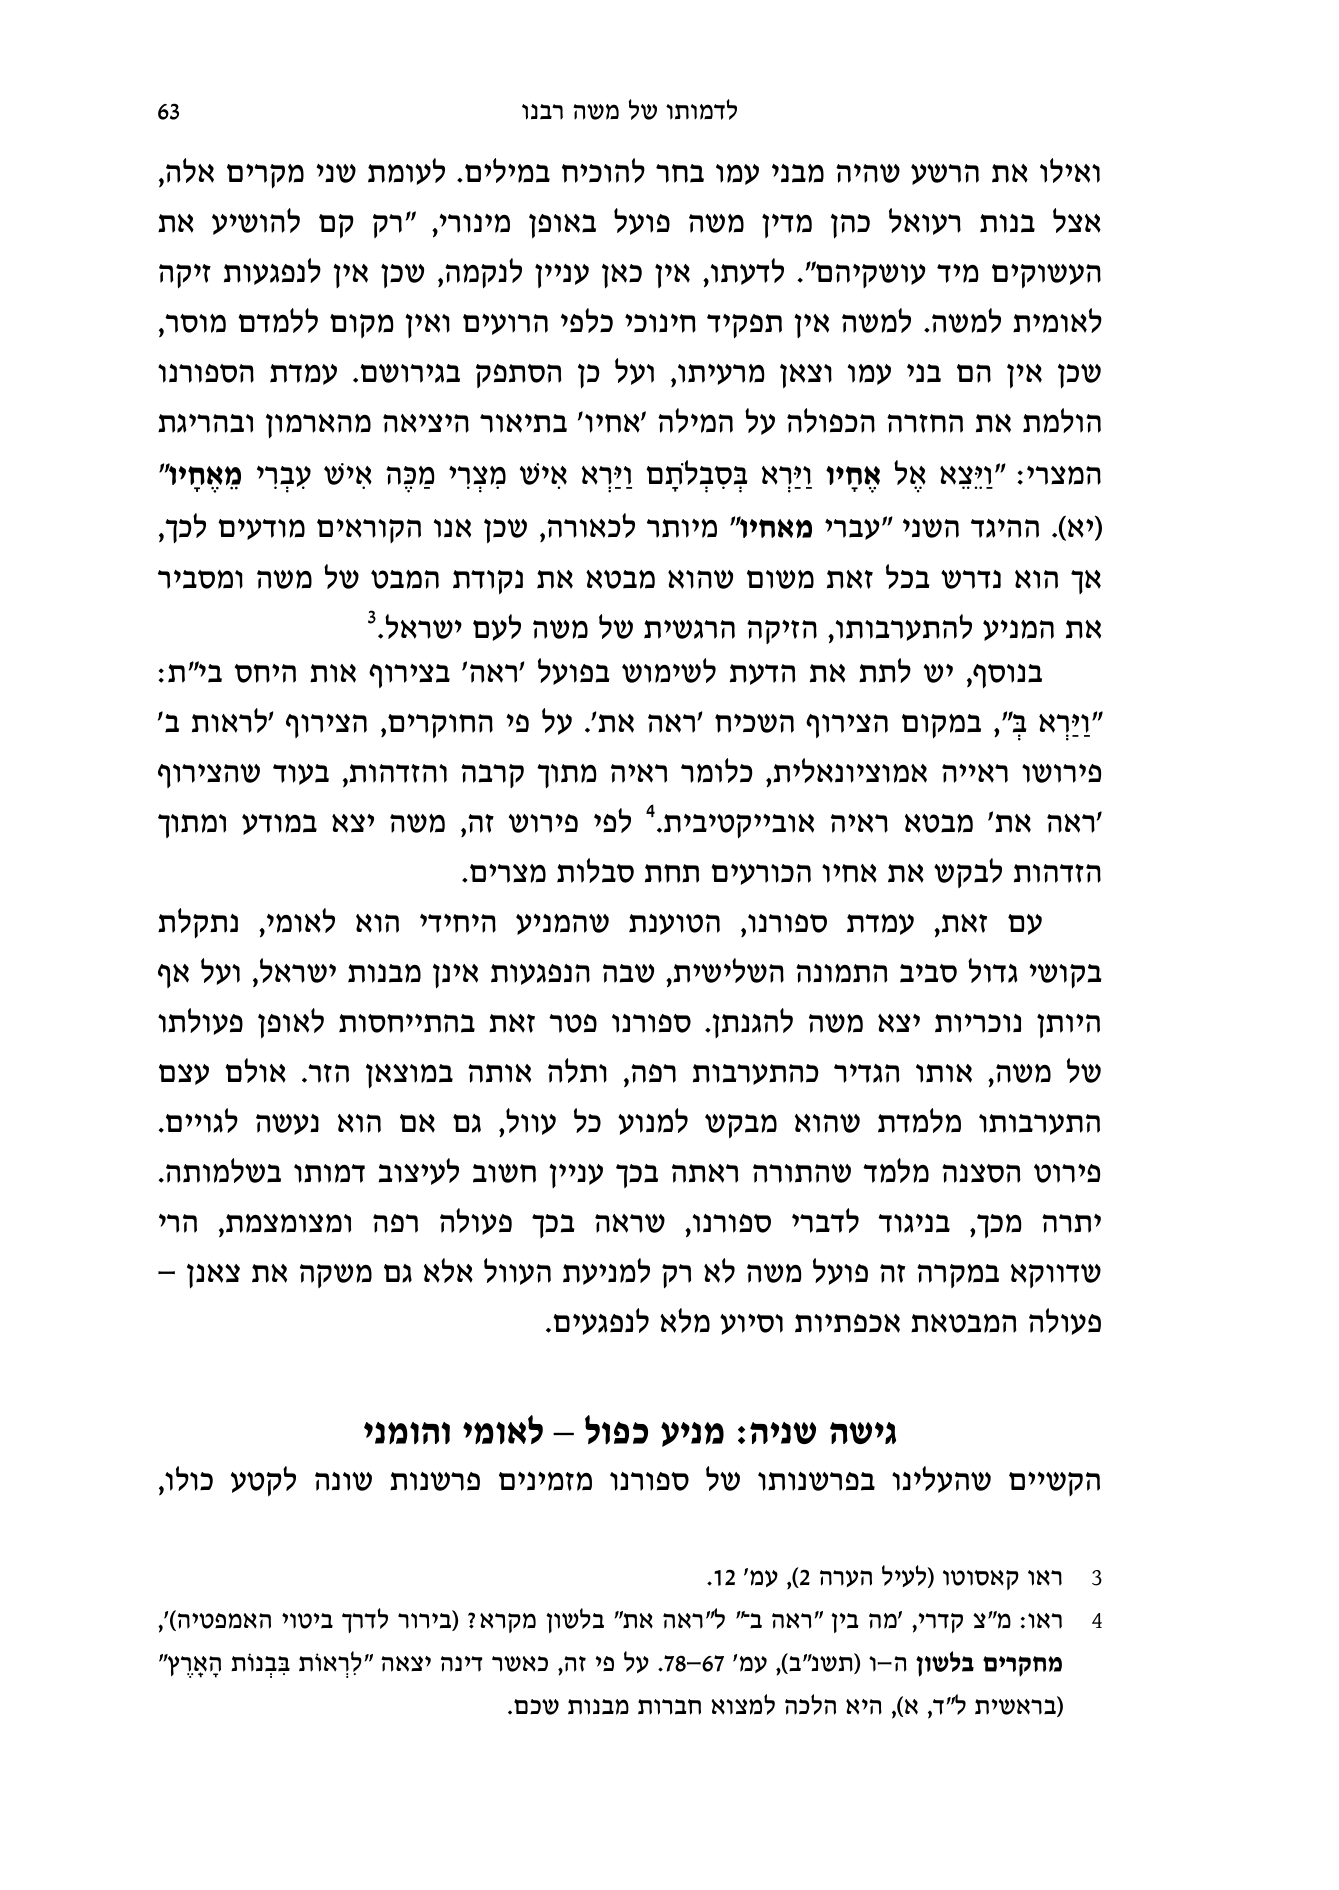 לדמותו של משה רבנו
63
ואילו את הרשע שהיה מבני עמו בחר להוכיח במילים. לעומת שני מקרים אלה,
אצל בנות רעואל כהן מדין משה פועל באופן מינורי, "רק קם להושיע את
העשוקים מיד עושקיהם". לדעתו, אין כאן עניין לנקמה, שכן אין לנפגעות זיקה
לאומית למשה. למשה אין תפקיד חינוכי כלפי הרועים ואין מקום ללמדם מוסר,
שכן אין הם בני עמו וצאן מרעיתו, ועל כן הסתפק בגירושם. עמדת הספורנו
הולמת את החזרה הכפולה על המילה 'אחיו' בתיאור היציאה מהארמון ובהריגת
המצרי: "וַיֵּצֵא אֶל אֶחָיו וַיַּרְא בְּסִבְלֹתָם וַיַּרְא אִישׁ מִצְרִי מַכֶּה אִישׁ עִבְרִי מֵאֶחָיו"
(יא). ההיגד השני "עברי מאחיו" מיותר לכאורה, שכן אנו הקוראים מודעים לכך,
אך הוא נדרש בכל זאת משום שהוא מבטא את נקודת המבט של משה ומסביר
את המניע להתערבותו, הזיקה הרגשית של משה לעם ישראל.3
בנוסף, יש לתת את הדעת לשימוש בפועל 'ראה' בצירוף אות היחס בי"ת:
"וַיַּרְא בְּ", במקום הצירוף השכיח 'ראה את'. על פי החוקרים, הצירוף 'לראות ב'
פירושו ראייה אמוציונאלית, כלומר ראיה מתוך קרבה והזדהות, בעוד שהצירוף
'ראה את' מבטא ראיה אובייקטיבית.4 לפי פירוש זה, משה יצא במודע ומתוך
הזדהות לבקש את אחיו הכורעים תחת סבלות מצרים.
עם זאת, עמדת ספורנו, הטוענת שהמניע היחידי הוא לאומי, נתקלת
בקושי גדול סביב התמונה השלישית, שבה הנפגעות אינן מבנות ישראל, ועל אף
היותן נוכריות יצא משה להגנתן. ספורנו פטר זאת בהתייחסות לאופן פעולתו
של משה, אותו הגדיר כהתערבות רפה, ותלה אותה במוצאן הזר. אולם עצם
התערבותו מלמדת שהוא מבקש למנוע כל עוול, גם אם הוא נעשה לגויים.
פירוט הסצנה מלמד שהתורה ראתה בכך עניין חשוב לעיצוב דמותו בשלמותה.
יתרה מכך, בניגוד לדברי ספורנו, שראה בכך פעולה רפה ומצומצמת, הרי
שדווקא במקרה זה פועל משה לא רק למניעת העוול אלא גם משקה את צאנן –
פעולה המבטאת אכפתיות וסיוע מלא לנפגעים.
גישה שניה: מניע כפול – לאומי והומני
הקשיים שהעלינו בפרשנותו של ספורנו מזמינים פרשנות שונה לקטע כולו,
3 ראו קאסוטו (לעיל הערה 2), עמ' 12.
4 ראו: מ"צ קדרי, 'מה בין "ראה ב־" ל"ראה את" בלשון מקרא? (בירור לדרך ביטוי האמפטיה)',
מחקרים בלשון ה–ו (תשנ"ב), עמ' 67–78. על פי זה, כאשר דינה יצאה "לִרְאוֹת בִּבְנוֹת הָאָרֶץ"
(בראשית ל"ד, א), היא הלכה למצוא חברות מבנות שכם.